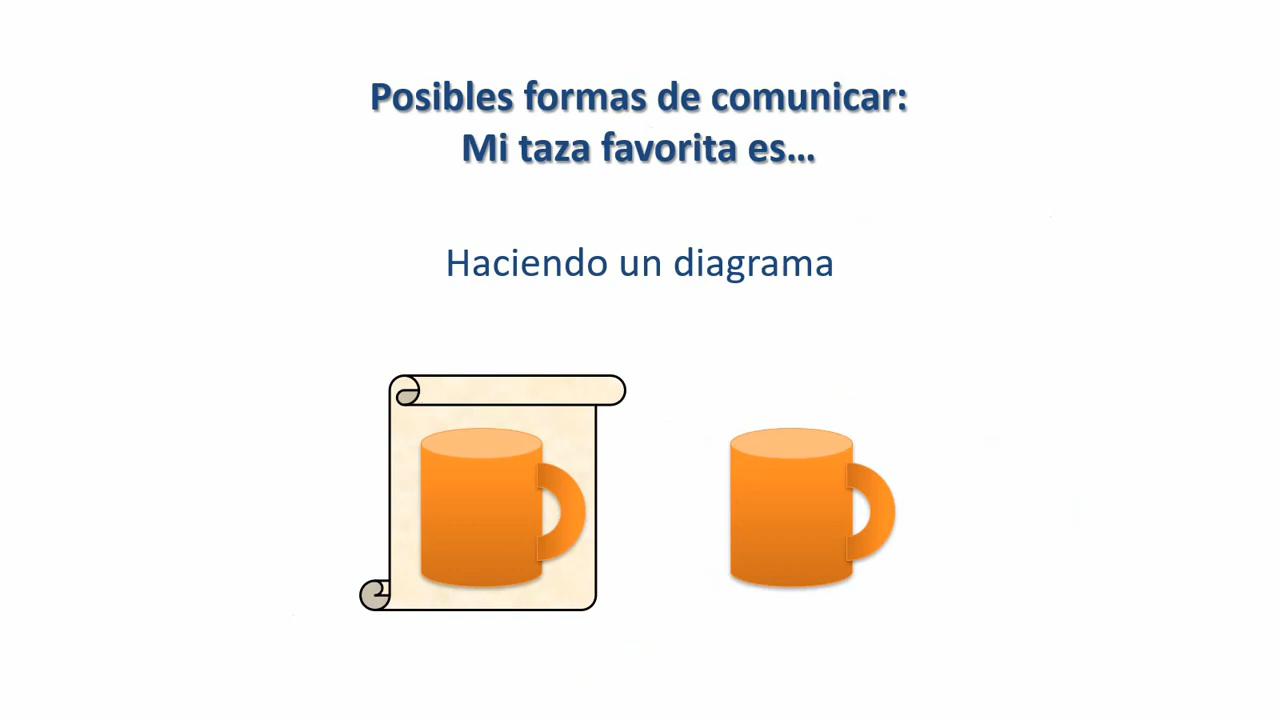 Posibles formas de comunicar:
Mi taza favorita es...
Haciendo un diagrama